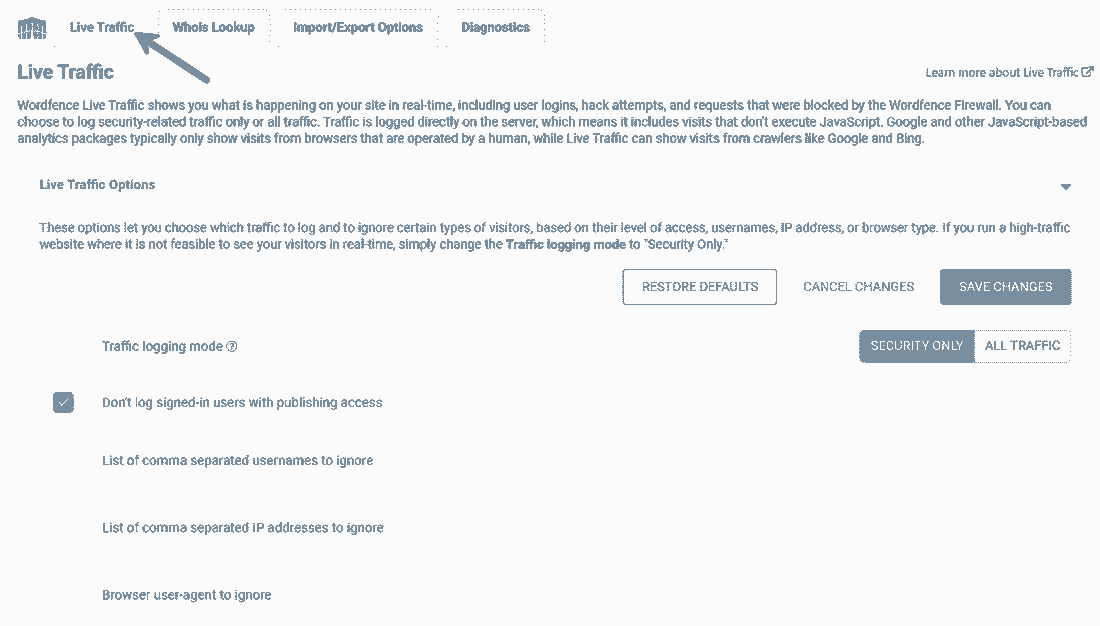 Live Traffic
Whois Lookup
Import/Export Options
Diagnostics
Live Traffic
Learn more about Live Traffic
Wordfence Live Traffic shows you what is happening on your site in real-time, including user logins, hack attempts, and requests that were blocked by the Wordfence Firewall. You can
choose to log security-related traffic only or all traffic. Traffic is logged directly on the server, which means it includes visits that don't execute JavaScript. Google and other JavaScript-based
analytics packages typically only show visits from browsers that are operated by a human, while Live Traffic can show visits from crawlers like Google and Bing.
Live Traffic Options
These options let you choose which traffic to log and to ignore certain types of visitors, based on their level of access, usernames, IP address, or browser type. If you run a high-traffic
website where it is not feasible to see your visitors in real-time, simply change the Traffic logging mode to "Security Only."
RESTORE DEFAULTS
CANCEL CHANGES
SAVE CHANGES
Traffic logging mode
SECURITY ONLY
ALL TRAFFIC
Don't log signed-in users with publishing access
List of comma separated usernames to ignore
List of comma separated IP addresses to ignore
Browser user-agent to ignore